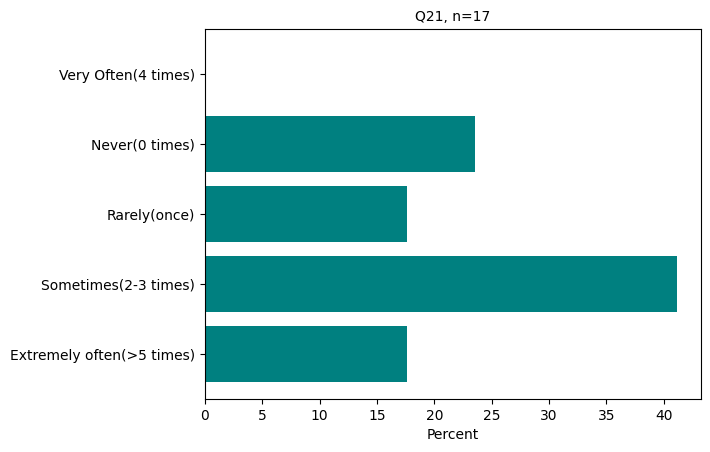 Q21, n=17
Very Often(4 times)
Never(0 times)
Rarely(once)
Sometimes(2-3 times)
Extremely often(>5 times)
0 5 10 15 20 25 30 35 40
Percent